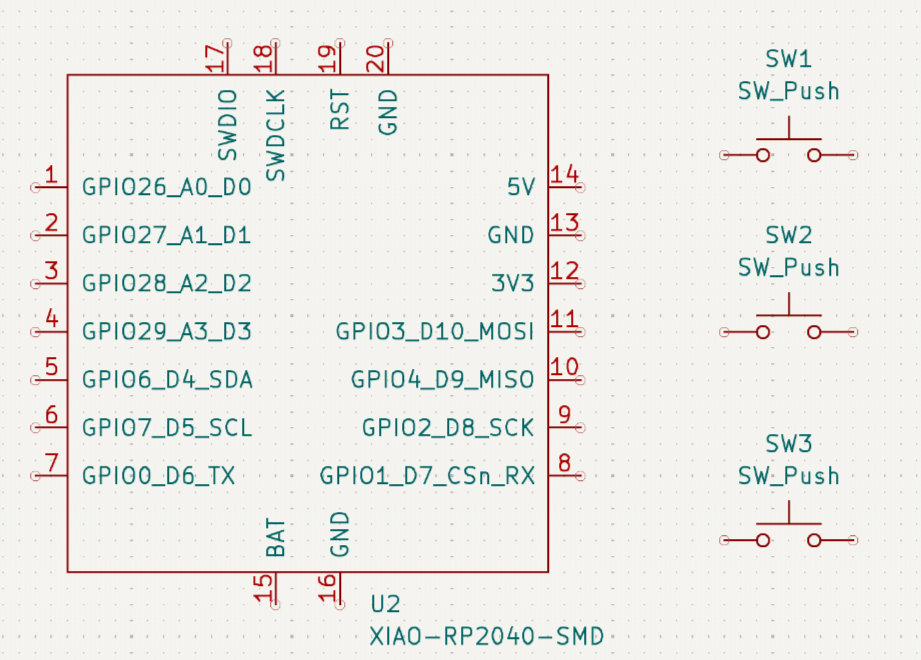 17 18 19 20
SWDIO SWDCLK RST GND
1 GPIO26_A0_D0 5V 14
2 GPIO27_A1_D1 GND 13
3 GPIO28_A2_D2 3V3 12
4 GPIO29_A3_D3 GPIO3_D10_MOSI 11
5 GPIO6_D4_SDA GPIO4_D9_MISO 10
6 GPIO7_D5_SCL GPIO2_D8_SCK 9
7 GPIO0_D6_TX GPIO1_D7_CSn_RX 8
BAT GND
15 16
U2
XIAO-RP2040-SMD
SW1
SW_Push
SW2
SW_Push
SW3
SW_Push